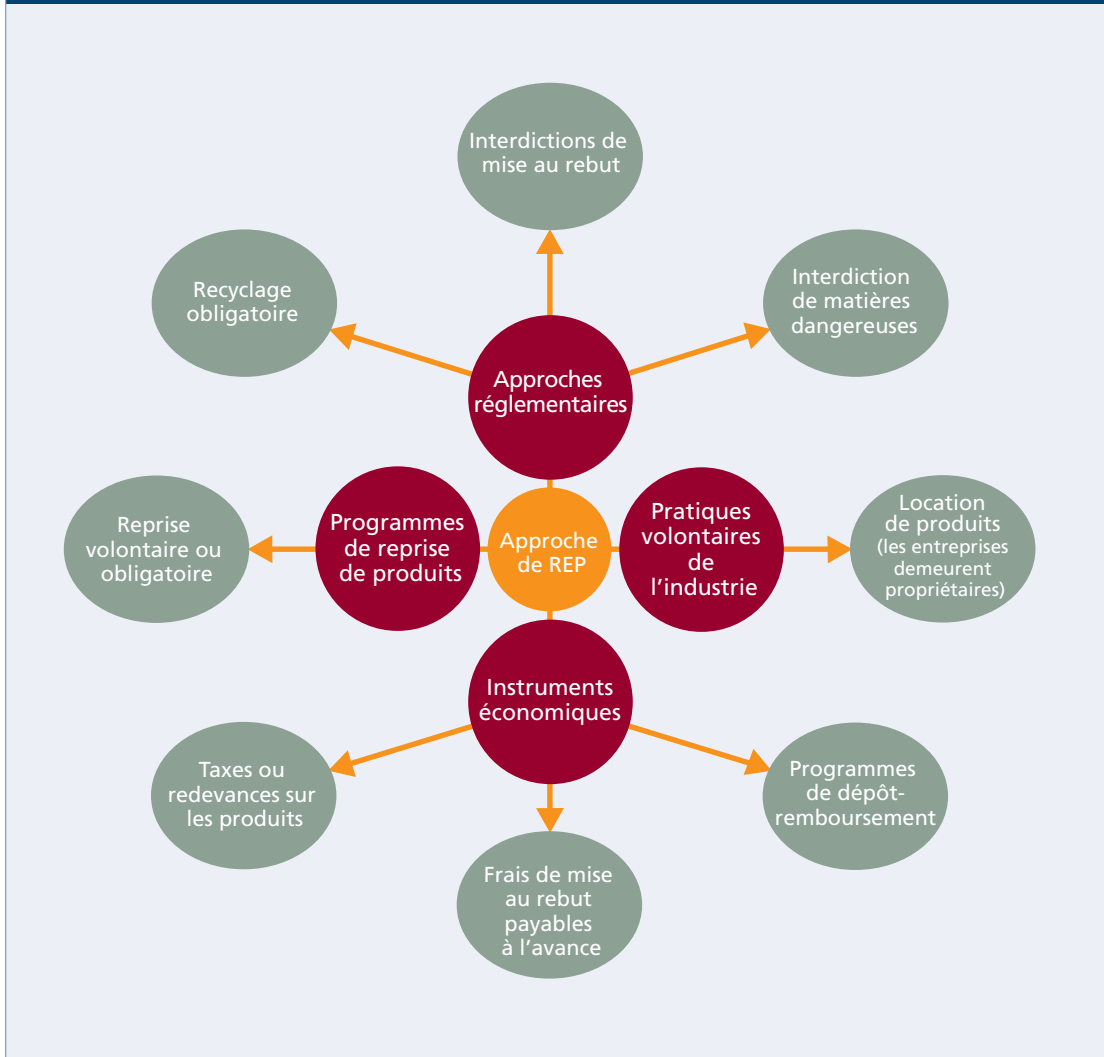 Interdictions de
mise au rebut
Recyclage
obligatoire
Interdiction
de matières
dangereuses
Approches
réglementaires
Reprise
volontaire ou
obligatoire
Programmes
de reprise
de produits
Approche
de REP
Pratiques
volontaires
de
l’industrie
Location
de produits
(les entreprises
demeurent
propriétaires)
Instruments
économiques
Taxes ou
redevances sur
les produits
Programmes
de dépôt-
remboursement
Frais de mise
au rebut
payables
à l’avance